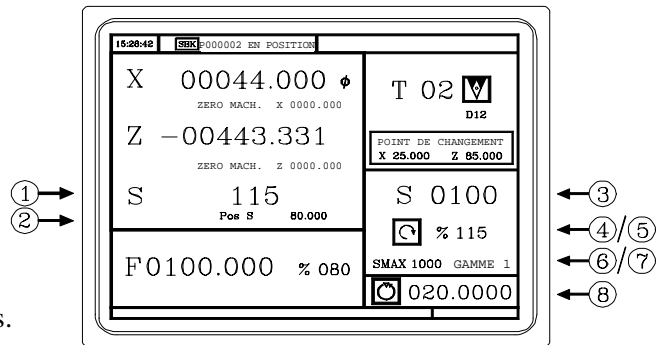 15:28:42 SBK P000002 EN POSITION
X 00044.000 ϕ
ZERO MACH. X 0000.000
Z -00443.331
ZERO MACH. Z 0000.000
S 115
Pos S 80.000
F0100.000 % 080
T 02
D12
POINT DE CHANGEMENT
X 25.000 Z 85.000
S 0100
% 115
SMAX 1000 GAMME 1
020.0000
1
2
3
4/5
6/7
8
s.